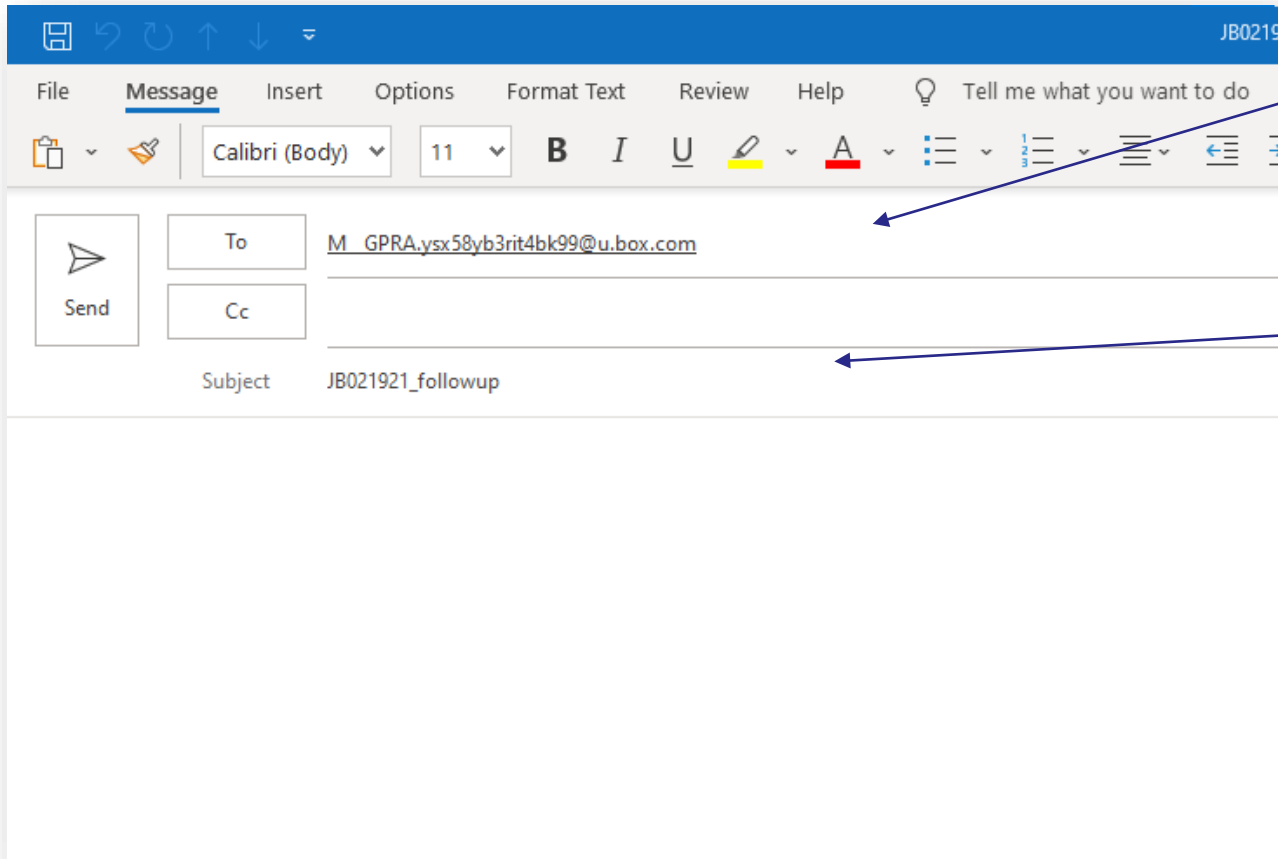 JB0219
File Message Insert Options Format Text Review Help Tell me what you want to do
Calibri (Body) 11 B I U A
To M__GPRA.ysx58yb3rit4bk99@u.box.com
Send
Cc
Subject JB021921_followup